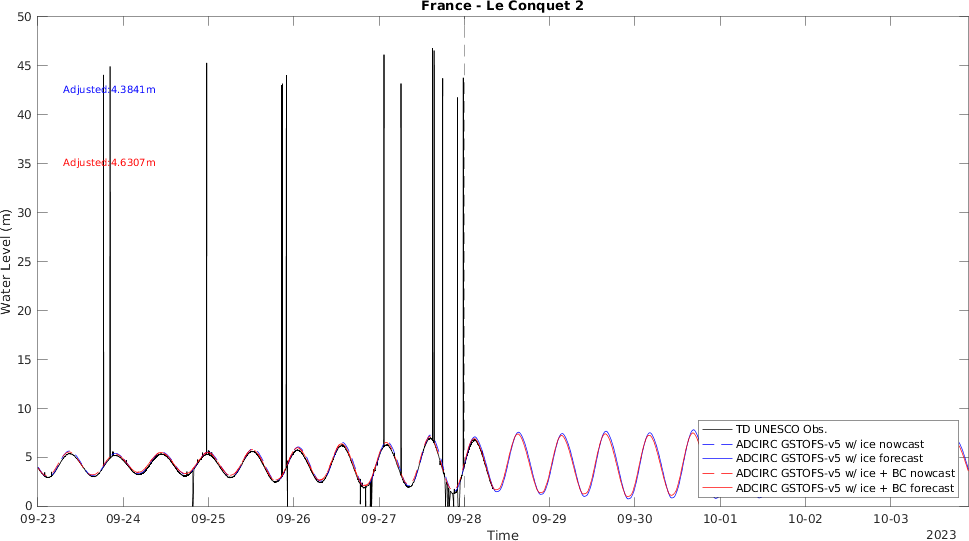 France - Le Conquet 2
50
45
40
35
30
25
20
15
10
5
0
Water Level (m)
Adjusted:4.3841m
Adjusted:4.6307m
TD UNESCO Obs.
ADCIRC GSTOFS-v5 w/ ice nowcast
ADCIRC GSTOFS-v5 w/ ice forecast
ADCIRC GSTOFS-v5 w/ ice + BC nowcast
ADCIRC GSTOFS-v5 w/ ice + BC forecast
09-23 09-24 09-25 09-26 09-27 09-28 09-29 09-30 10-01 10-02 10-03
Time
2023